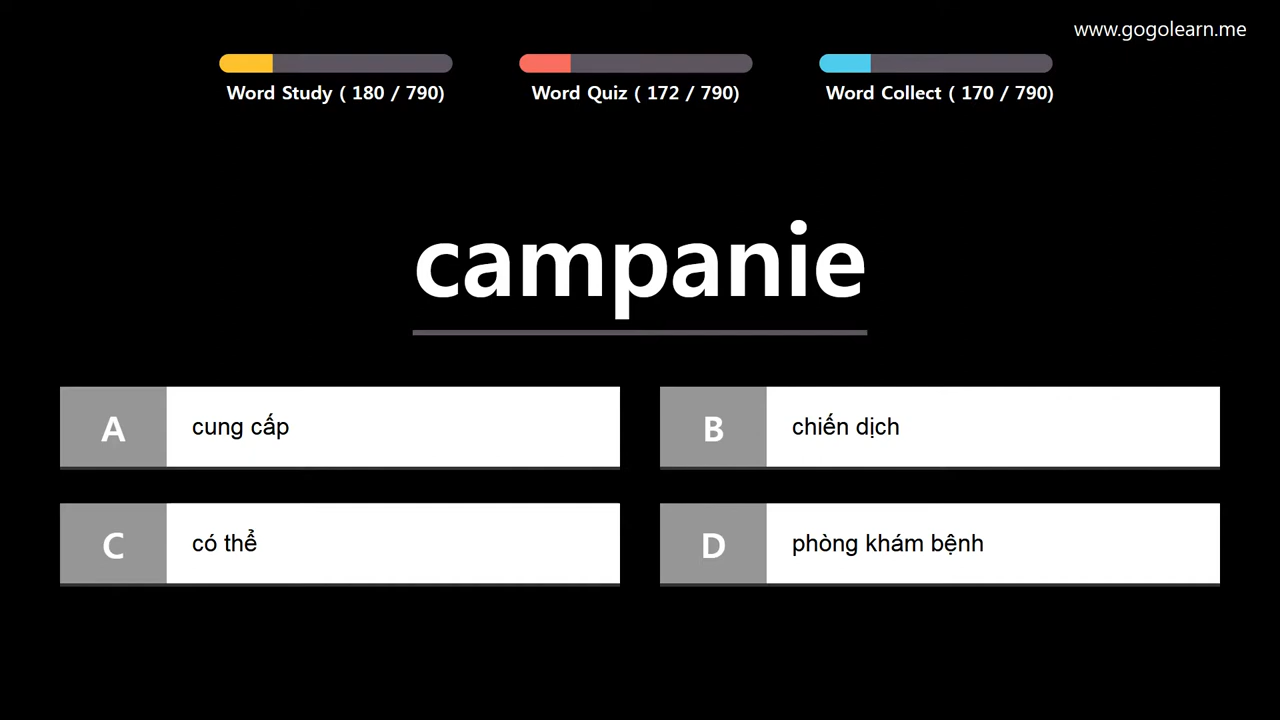 www.gogolearn.me
Word Study ( 180 / 790)
Word Quiz ( 172 / 790)
Word Collect ( 170 / 790)
campanie
A cung cấp
B chiến dịch
C có thể
D phòng khám bệnh